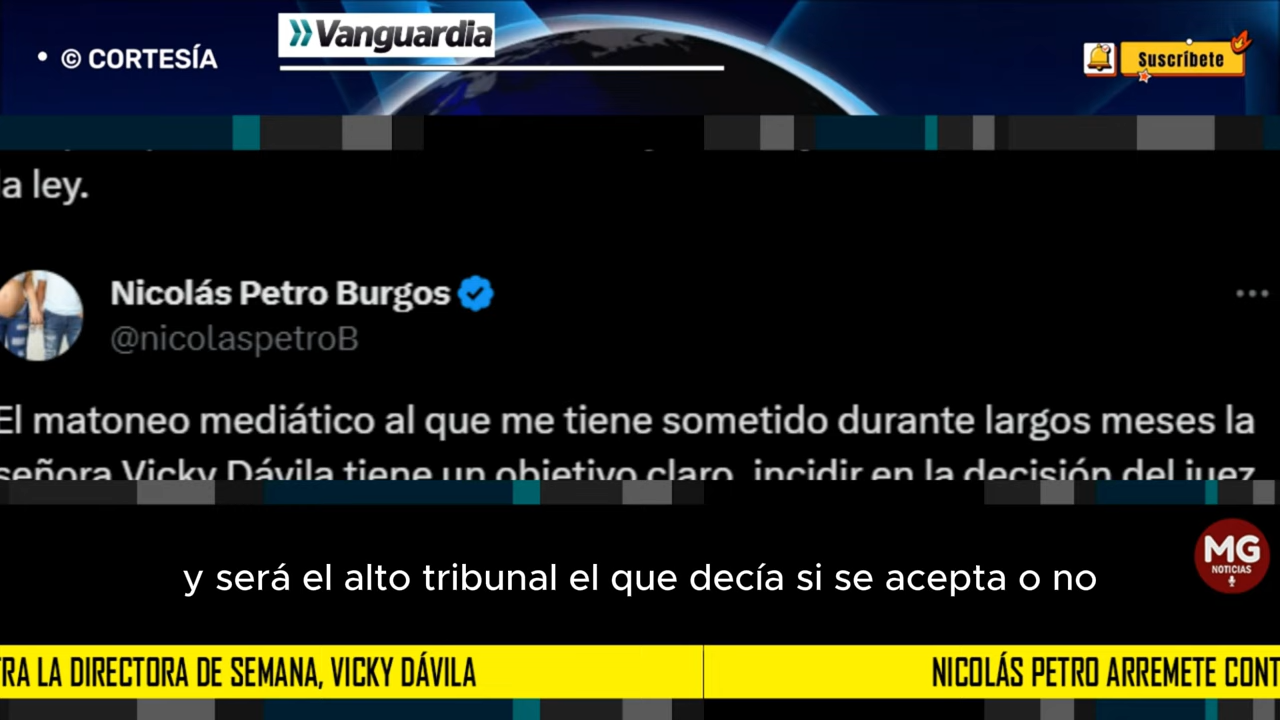 • © CORTESÍA
Vanguardia
Suscríbete
la ley.
Nicolás Petro Burgos
@nicolaspetroB
El matoneo mediático al que me tiene sometido durante largos meses la
señora Vicky Dávila tiene un objetivo claro, incidir en la decisión del juez
y será el alto tribunal el que decía si se acepta o no
MG
NOTICIAS
TRA LA DIRECTORA DE SEMANA, VICKY DÁVILA
NICOLÁS PETRO ARREMETE CONT